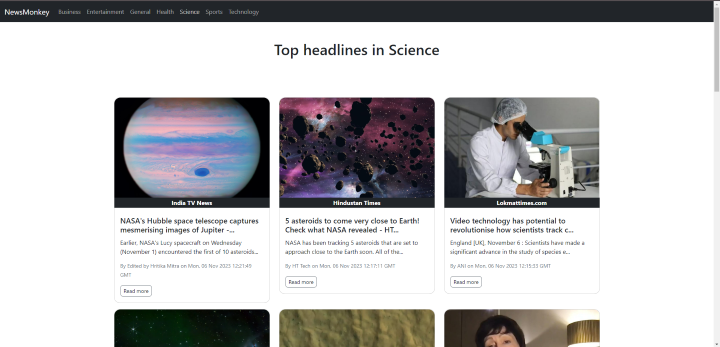 NewsMonkey Business Entertainment General Health Science Sports Technology
Top headlines in Science
India TV News
NASA's Hubble space telescope captures
mesmerising images of Jupiter -...
Earlier, NASA's Lucy spacecraft on Wednesday
(November 1) encountered the first of 10 asteroids...
By Edited by Hritika Mitra on Mon, 06 Nov 2023 12:21:49
GMT
Read more
Hindustan Times
5 asteroids to come very close to Earth!
Check what NASA revealed - HT...
NASA has been tracking 5 asteroids that are set to
approach close to the Earth soon. All of the...
By HT Tech on Mon, 06 Nov 2023 12:17:11 GMT
Read more
Lokmattimes.com
Video technology has potential to
revolutionise how scientists track c...
England [UK], November 6 : Scientists have made a
significant advance in the study of species e...
By ANI on Mon, 06 Nov 2023 12:15:33 GMT
Read more